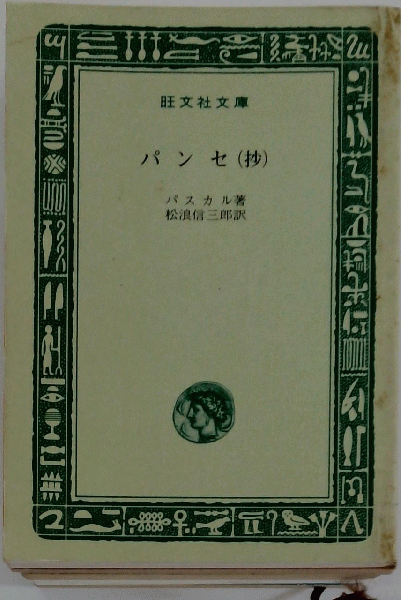 旺文社文庫
パンセ(抄)
パスカル著
松浪信三郎訳